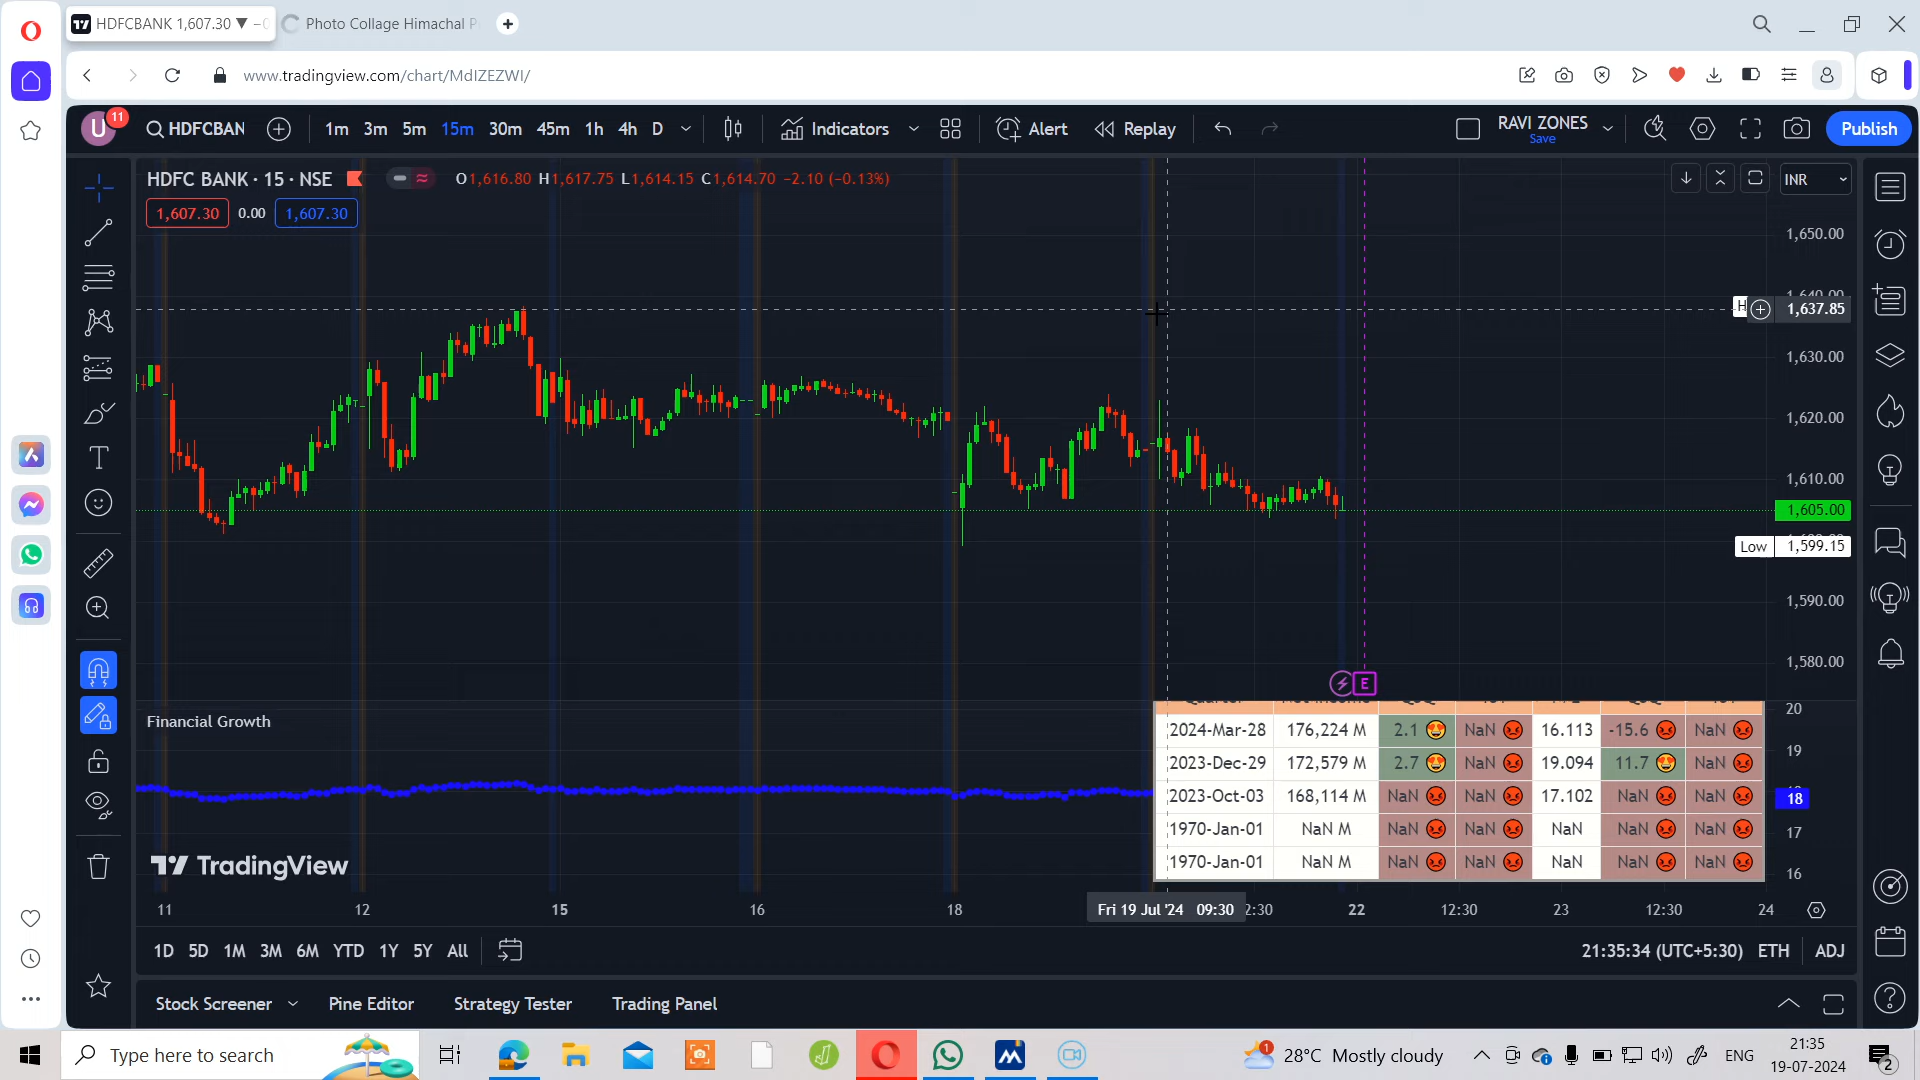 HDFCBANK 1,607.30 ▼ −0
Photo Collage Himachal P
www.tradingview.com/chart/MdIZEZWI/
U
11
HDFCBAN
1m 3m 5m 15m 30m 45m 1h 4h D
Indicators
Alert
Replay
RAVI ZONES
Save
Publish
HDFC BANK · 15 · NSE
O1,616.80 H1,617.75 L1,614.15 C1,614.70 −2.10 (−0.13%)
INR
1,607.30 0.00 1,607.30
1,650.00
1,640.00
H 1,637.85
1,630.00
1,620.00
1,610.00
1,605.00
Low 1,599.15
1,590.00
1,580.00
E
Financial Growth
2024-Mar-28 176,224 M 2.1 😍 NaN 😡 16.113 -15.6 😡 NaN 😡
2023-Dec-29 172,579 M 2.7 😍 NaN 😡 19.094 11.7 😍 NaN 😡
2023-Oct-03 168,114 M NaN 😡 NaN 😡 17.102 NaN 😡 NaN 😡
1970-Jan-01 NaN M NaN 😡 NaN 😡 NaN NaN 😡 NaN 😡
1970-Jan-01 NaN M NaN 😡 NaN 😡 NaN NaN 😡 NaN 😡
20
19
18
17
16
TradingView
11 12 15 16 18 Fri 19 Jul '24 09:30 2:30 22 12:30 23 12:30 24
1D 5D 1M 3M 6M YTD 1Y 5Y All
21:35:34 (UTC+5:30) ETH ADJ
Stock Screener Pine Editor Strategy Tester Trading Panel
Type here to search
1
28°C Mostly cloudy
ENG
21:35
19-07-2024
2